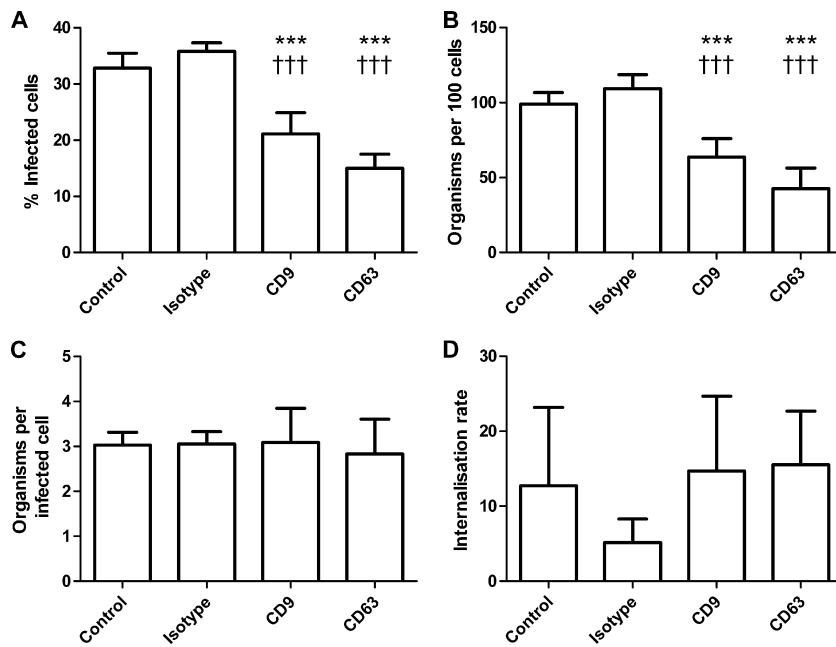 A
% Infected cells
40
30
20
10
0
*** ***
††† †††
Control Isotype CD9 CD63
B
Organisms per 100 cells
150
100
50
0
*** ***
††† †††
Control Isotype CD9 CD63
C
Organisms per
infected cell
5
4
3
2
1
0
Control Isotype CD9 CD63
D
Internalisation rate
30
20
10
0
Control Isotype CD9 CD63